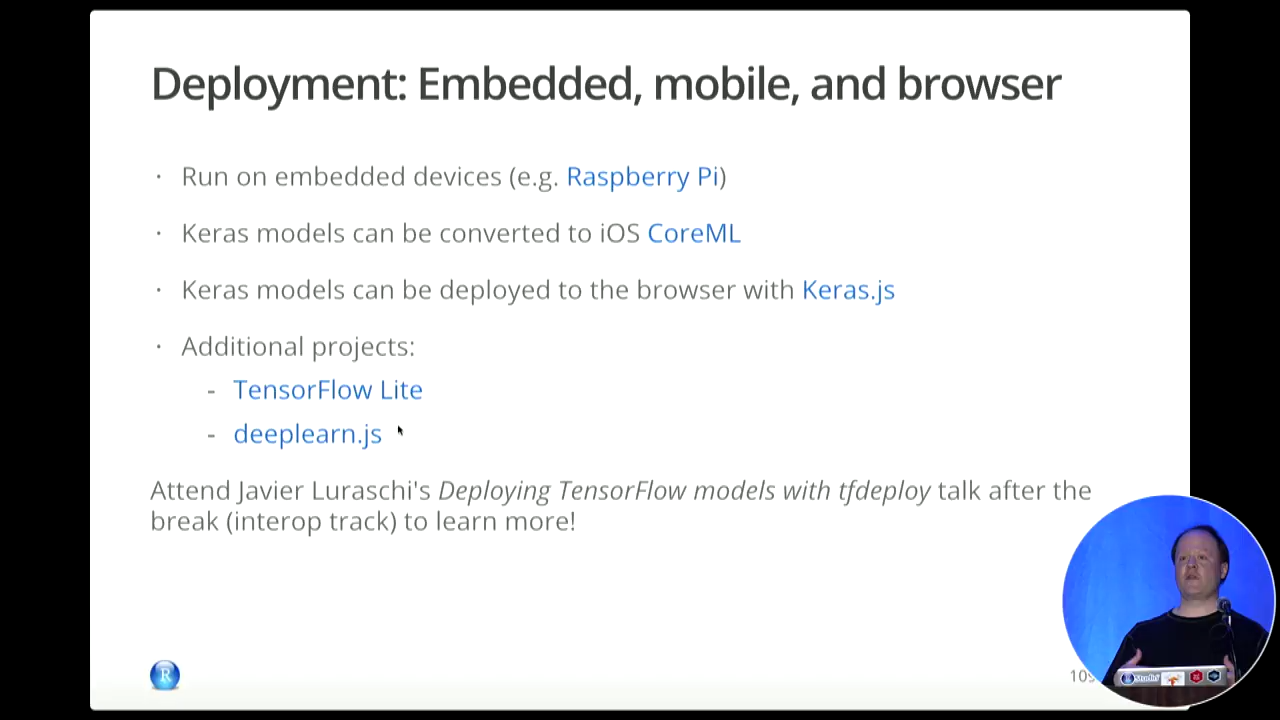 Deployment: Embedded, mobile, and browser
· Run on embedded devices (e.g. Raspberry Pi)
· Keras models can be converted to iOS CoreML
· Keras models can be deployed to the browser with Keras.js
· Additional projects:
- TensorFlow Lite
- deeplearn.js
Attend Javier Luraschi's Deploying TensorFlow models with tfdeploy talk after the
break (interop track) to learn more!
R
Studio